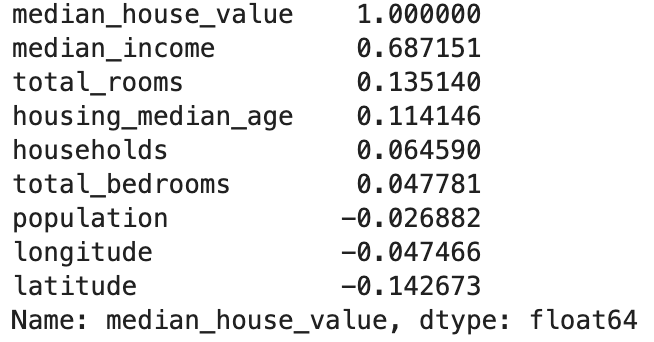 median_house_value    1.000000
median_income         0.687151
total_rooms           0.135140
housing_median_age    0.114146
households            0.064590
total_bedrooms        0.047781
population           -0.026882
longitude            -0.047466
latitude             -0.142673
Name: median_house_value, dtype: float64